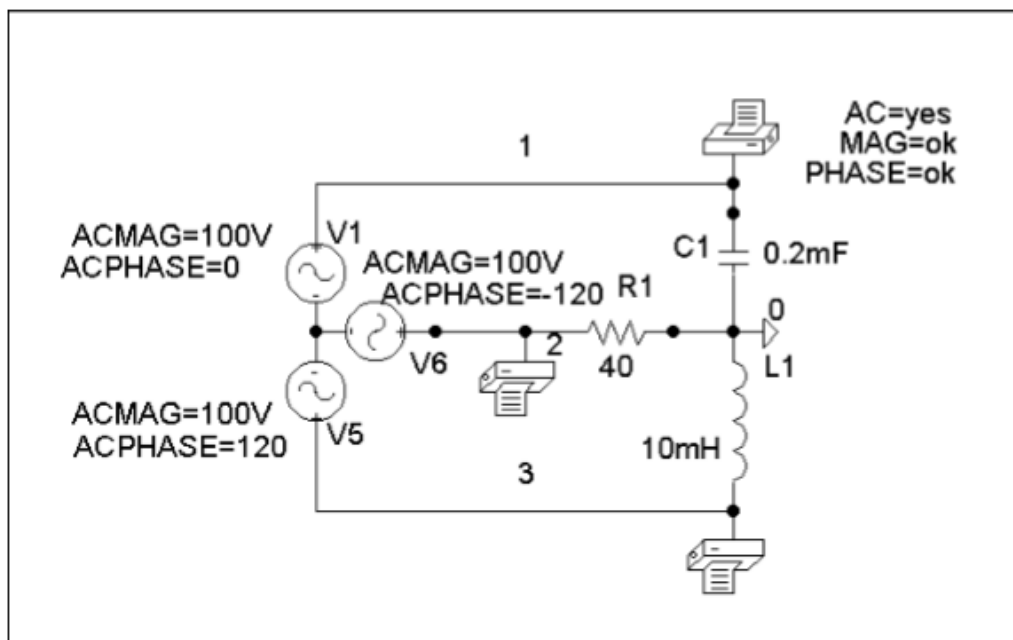 1
AC=yes
MAG=ok
PHASE=ok
ACMAG=100V
ACPHASE=0
V1
ACMAG=100V
ACPHASE=-120
R1
C1
0.2mF
0
2
V6
40
L1
ACMAG=100V
ACPHASE=120
V5
10mH
3